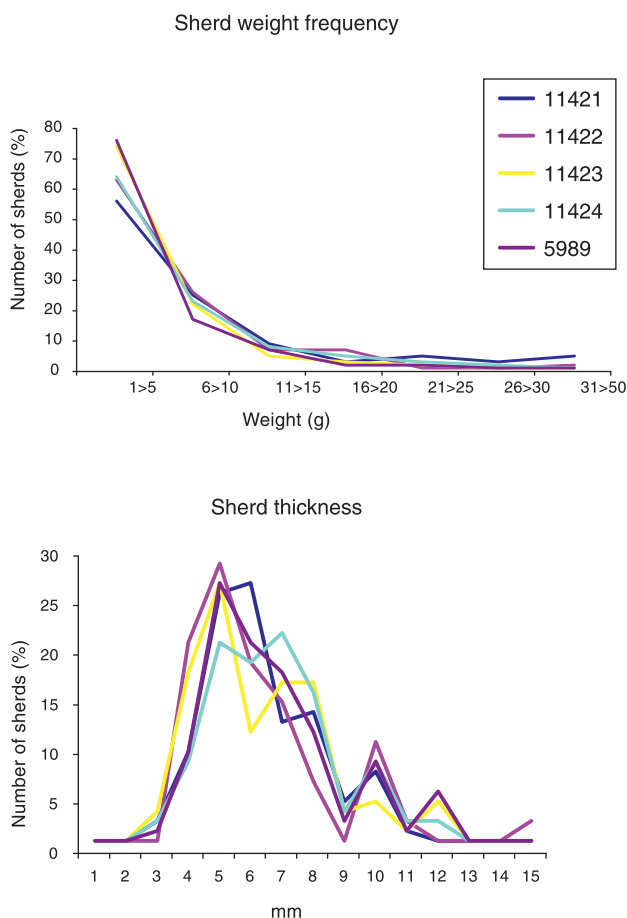 Sherd weight frequency
11421
11422
11423
11424
5989
Number of sherds (%)
80
70
60
50
40
30
20
10
0
1>5 6>10 11>15 16>20 21>25 26>30 31>50
Weight (g)
Sherd thickness
Number of sherds (%)
30
25
20
15
10
5
0
1 2 3 4 5 6 7 8 9 10 11 12 13 14 15
mm